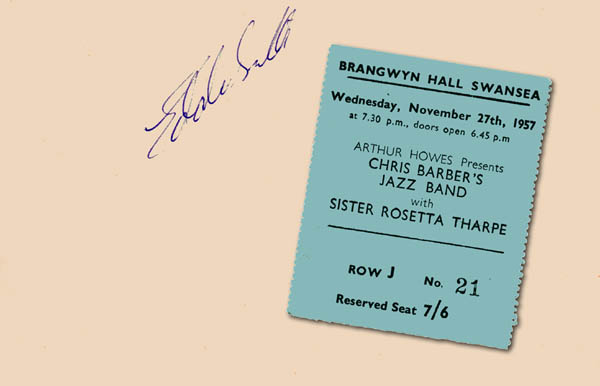 BRANGWYN HALL SWANSEA
Wednesday, November 27th, 1957
at 7.30 p.m., doors open 6.45 p.m
ARTHUR HOWES Presents
CHRIS BARBER'S
JAZZ BAND
with
SISTER ROSETTA THARPE
ROW J No. 21
Reserved Seat 7/6